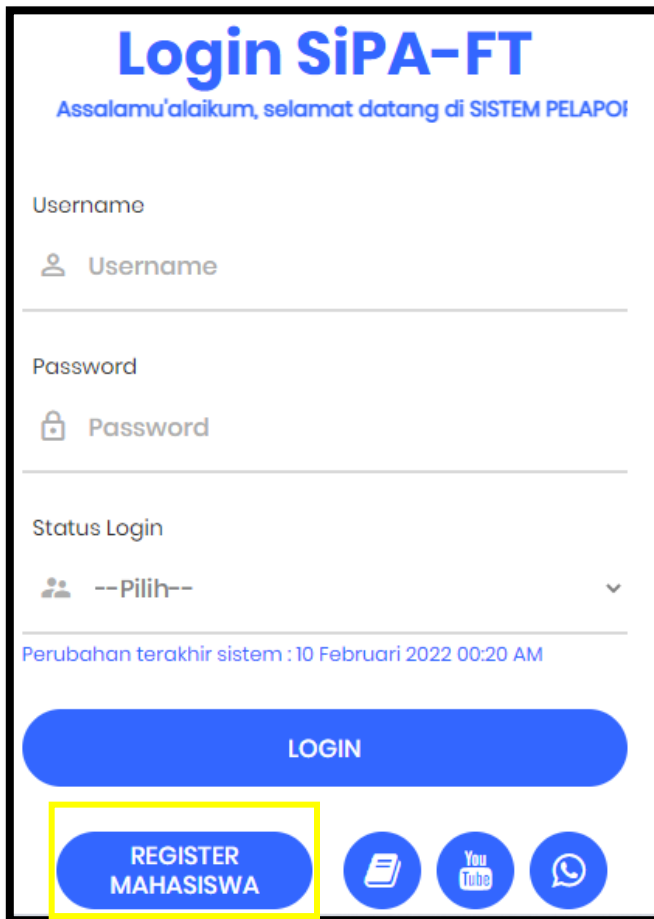 Login SiPA-FT
Assalamu'alaikum, selamat datang di SISTEM
Username
Username
Password
Password
Status Login
--Pilih--
Perubahan terakhir sistem : 10 Februari 2022 00:20 AM
LOGIN
REGISTER
MAHASISWA
You
Tube